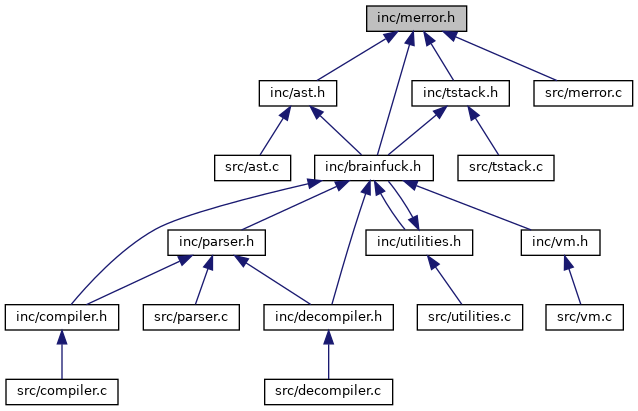 inc/merror.h
inc/ast.h
inc/tstack.h
src/merror.c
src/ast.c
inc/brainfuck.h
src/tstack.c
inc/parser.h
inc/utilities.h
inc/vm.h
inc/compiler.h
src/parser.c
inc/decompiler.h
src/utilities.c
src/vm.c
src/compiler.c
src/decompiler.c